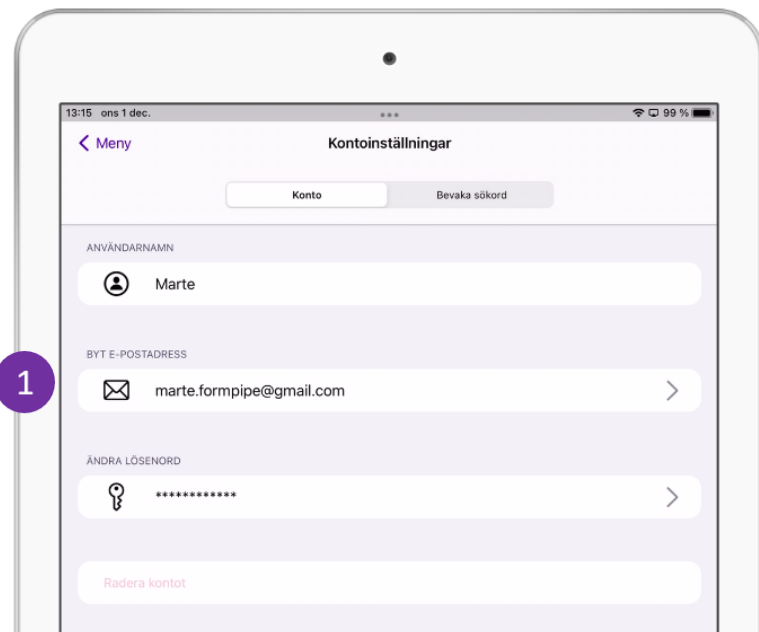 13:15 ons 1 dec.
99 %
Meny
Kontoinställningar
Konto
Bevaka sökord
ANVÄNDARNAMN
Marte
BYT E-POSTADRESS
1
marte.formpipe@gmail.com
ÄNDRA LÖSENORD
************
Radera kontot